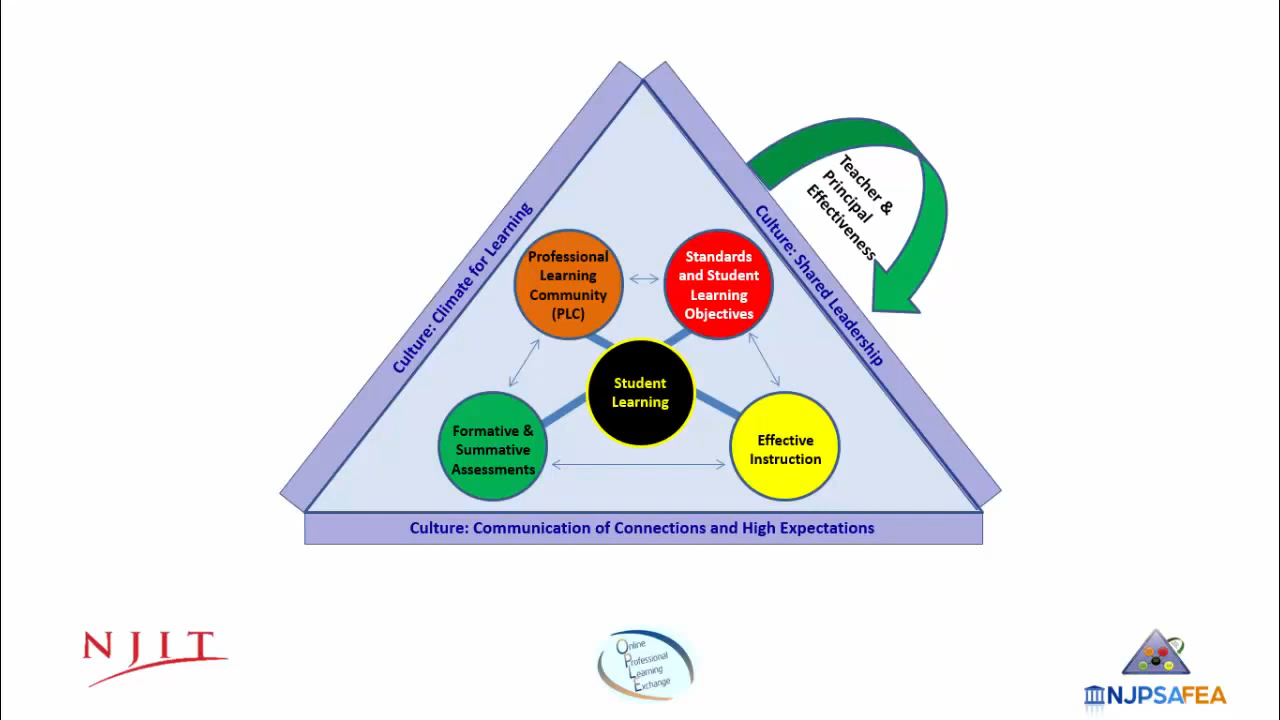 Teacher &
Principal
Effectiveness
Culture: Climate for Learning
Culture: Shared Leadership
Professional
Learning
Community
(PLC)
Standards
and Student
Learning
Objectives
Student
Learning
Formative &
Summative
Assessments
Effective
Instruction
Culture: Communication of Connections and High Expectations
NJIT
Online
Professional
Learning
Exchange
NJPSAFEA